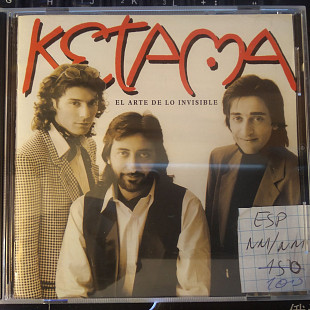 KETAMA
EL ARTE DE LO INVISIBLE
ESP
NM/NM
150
100